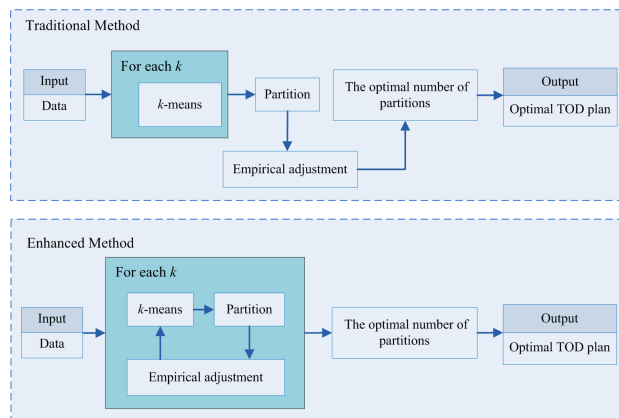 Traditional Method
For each k
Input
Data
k-means
Partition
Empirical adjustment
The optimal number of
partitions
Output
Optimal TOD plan
Enhanced Method
For each k
Input
Data
k-means
Partition
Empirical adjustment
The optimal number of
partitions
Output
Optimal TOD plan